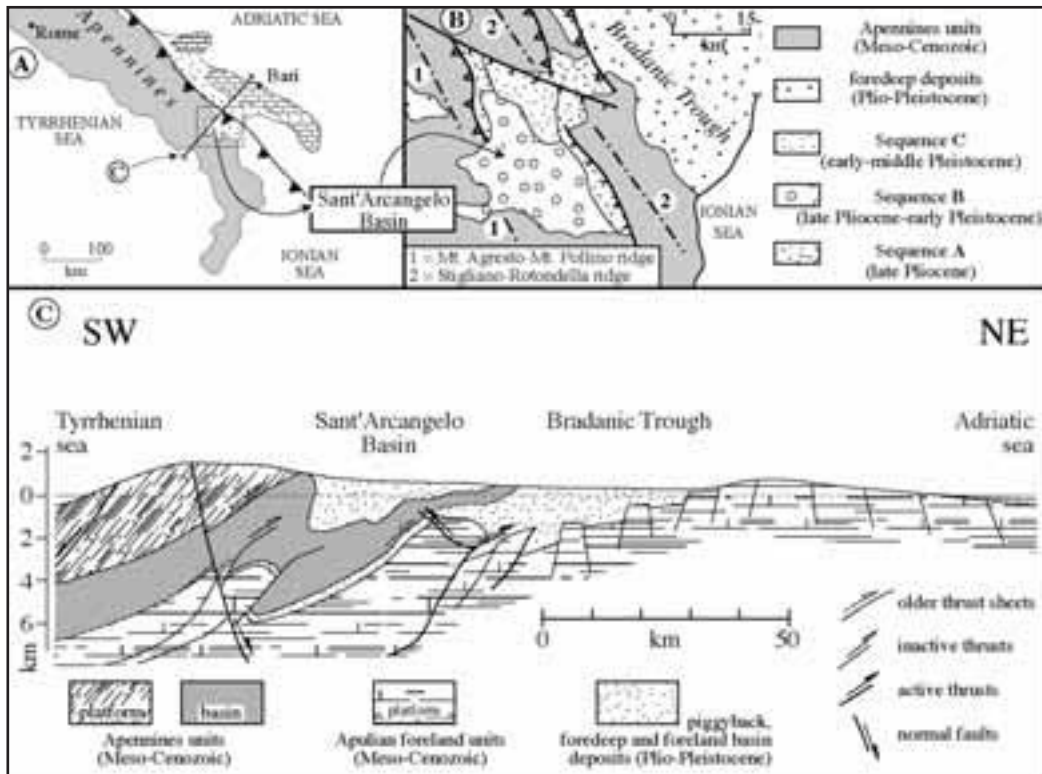 A
Rome
Apennines
ADRIATIC SEA
Bari
TYRRHENIAN
SEA
C
Sant'Arcangelo
Basin
IONIAN
SEA
0 100
km
B
2
1
0 15
km
Bradanic Trough
2
1
IONIAN
SEA
1 = Mt. Agresto-Mt. Pollino ridge
2 = Stigliano-Rotondella ridge
Apennines units
(Meso-Cenozoic)
foredeep deposits
(Plio-Pleistocene)
Sequence C
(early-middle Pleistocene)
Sequence B
(late Pliocene-early Pleistocene)
Sequence A
(late Pliocene)
C
SW
NE
Tyrrhenian
sea
Sant'Arcangelo
Basin
Bradanic Trough
Adriatic
sea
2
0
2
4
6
km
0 50
km
older thrust sheets
inactive thrusts
active thrusts
normal faults
platform
basin
Apennines units
(Meso-Cenozoic)
platform
Apulian foreland units
(Meso-Cenozoic)
piggyback,
foredeep and foreland basin
deposits (Plio-Pleistocene)